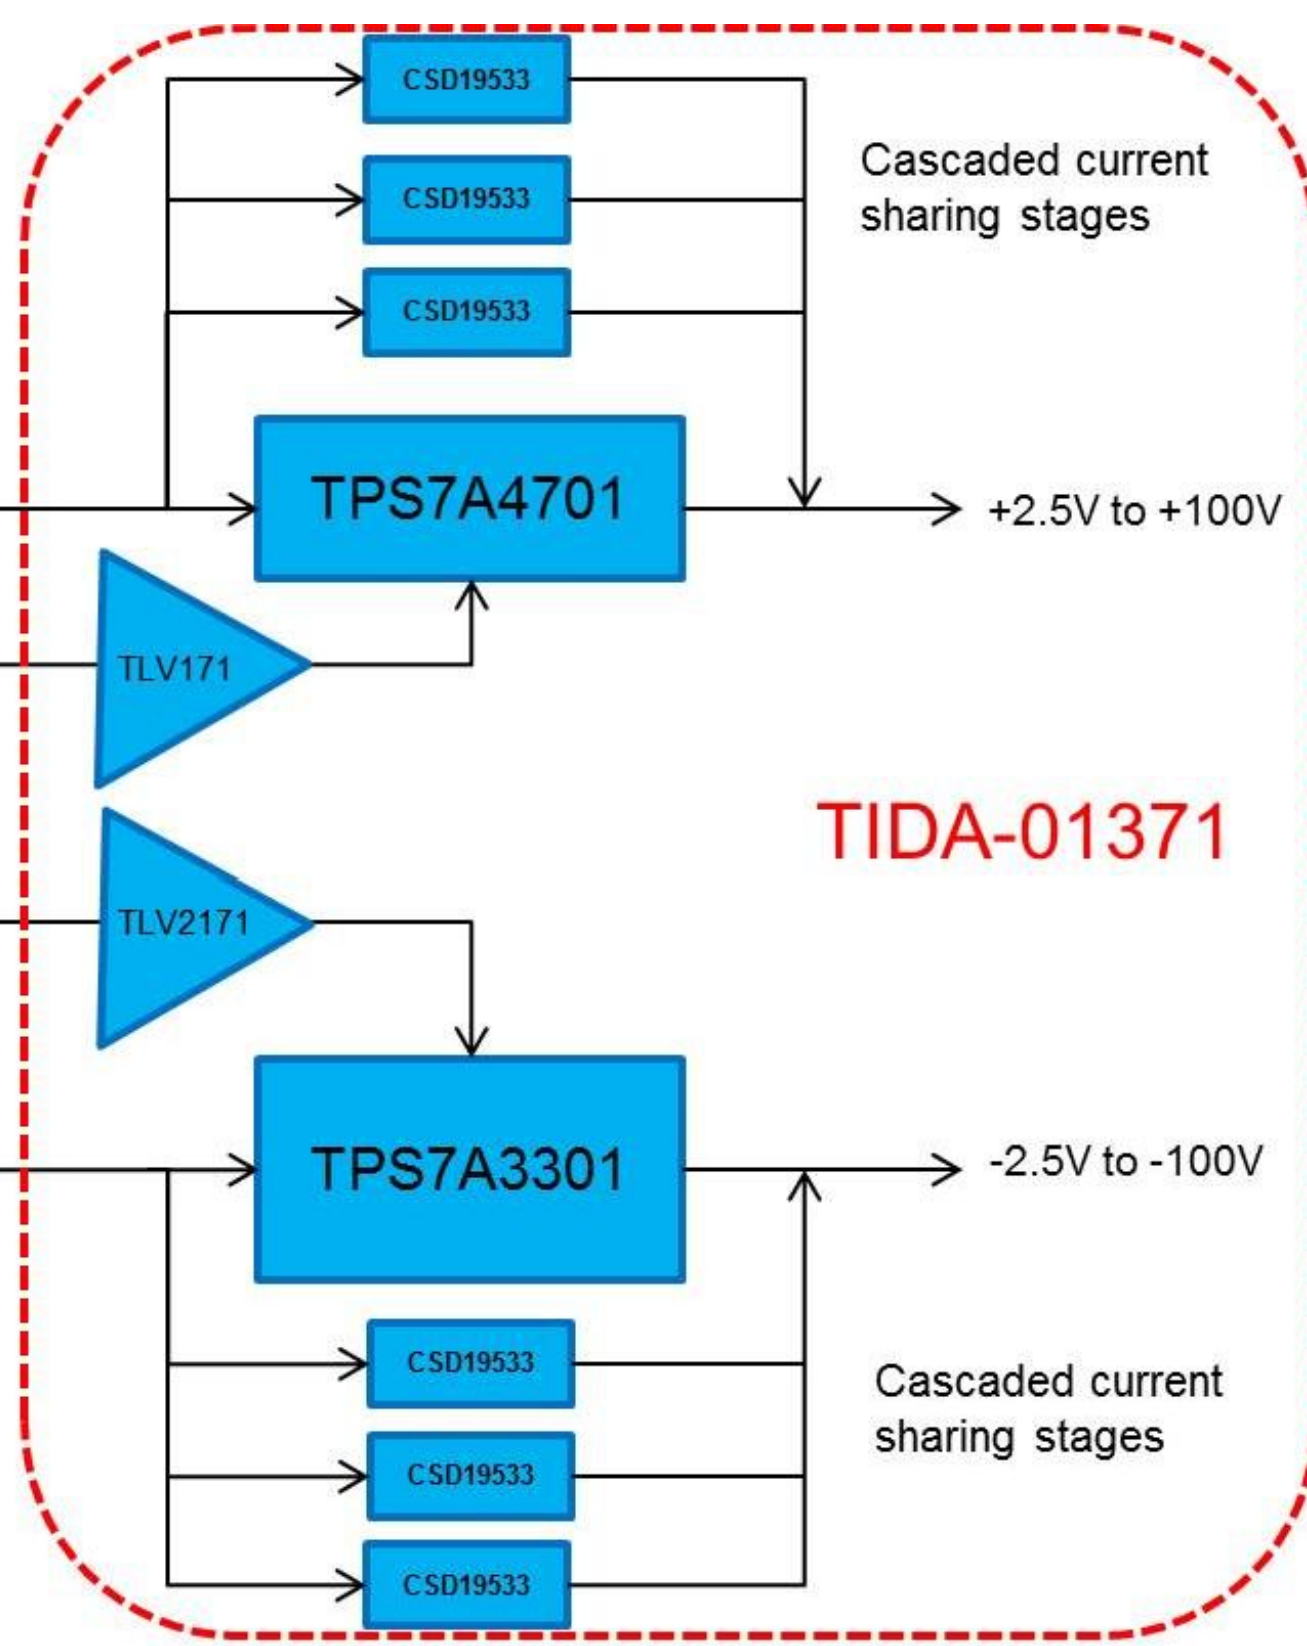 CSD19533
Cascaded current
sharing stages
CSD19533
CSD19533
TPS7A4701
+2.5V to +100V
TLV171
TIDA-01371
TLV2171
TPS7A3301
-2.5V to -100V
CSD19533
Cascaded current
sharing stages
CSD19533
CSD19533